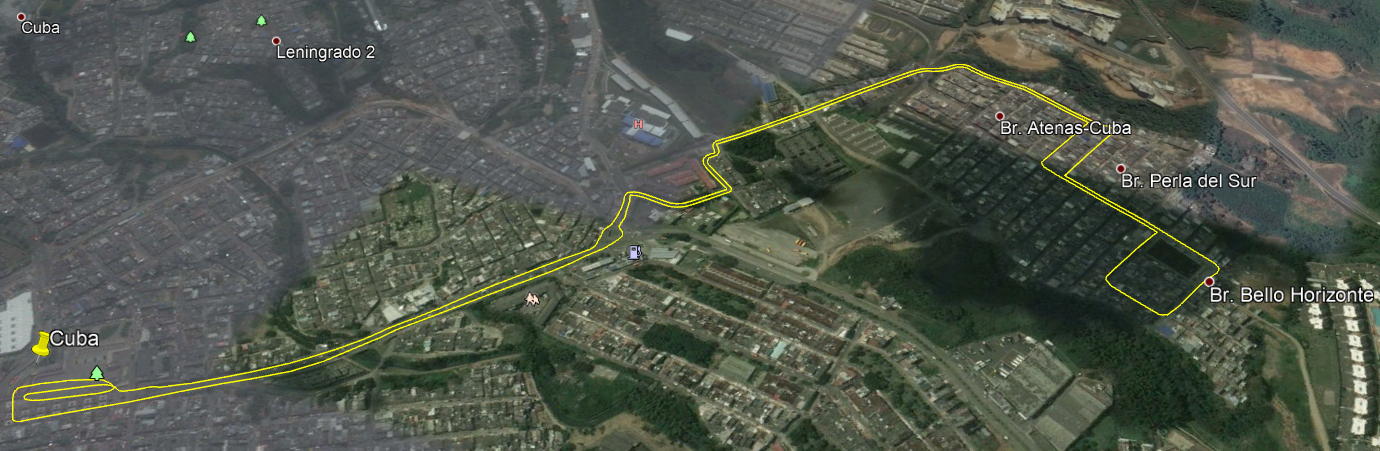 Cuba
Leningrado 2
H
Br. Atenas-Cuba
Br. Perla del Sur
Br. Bello Horizonte
Cuba